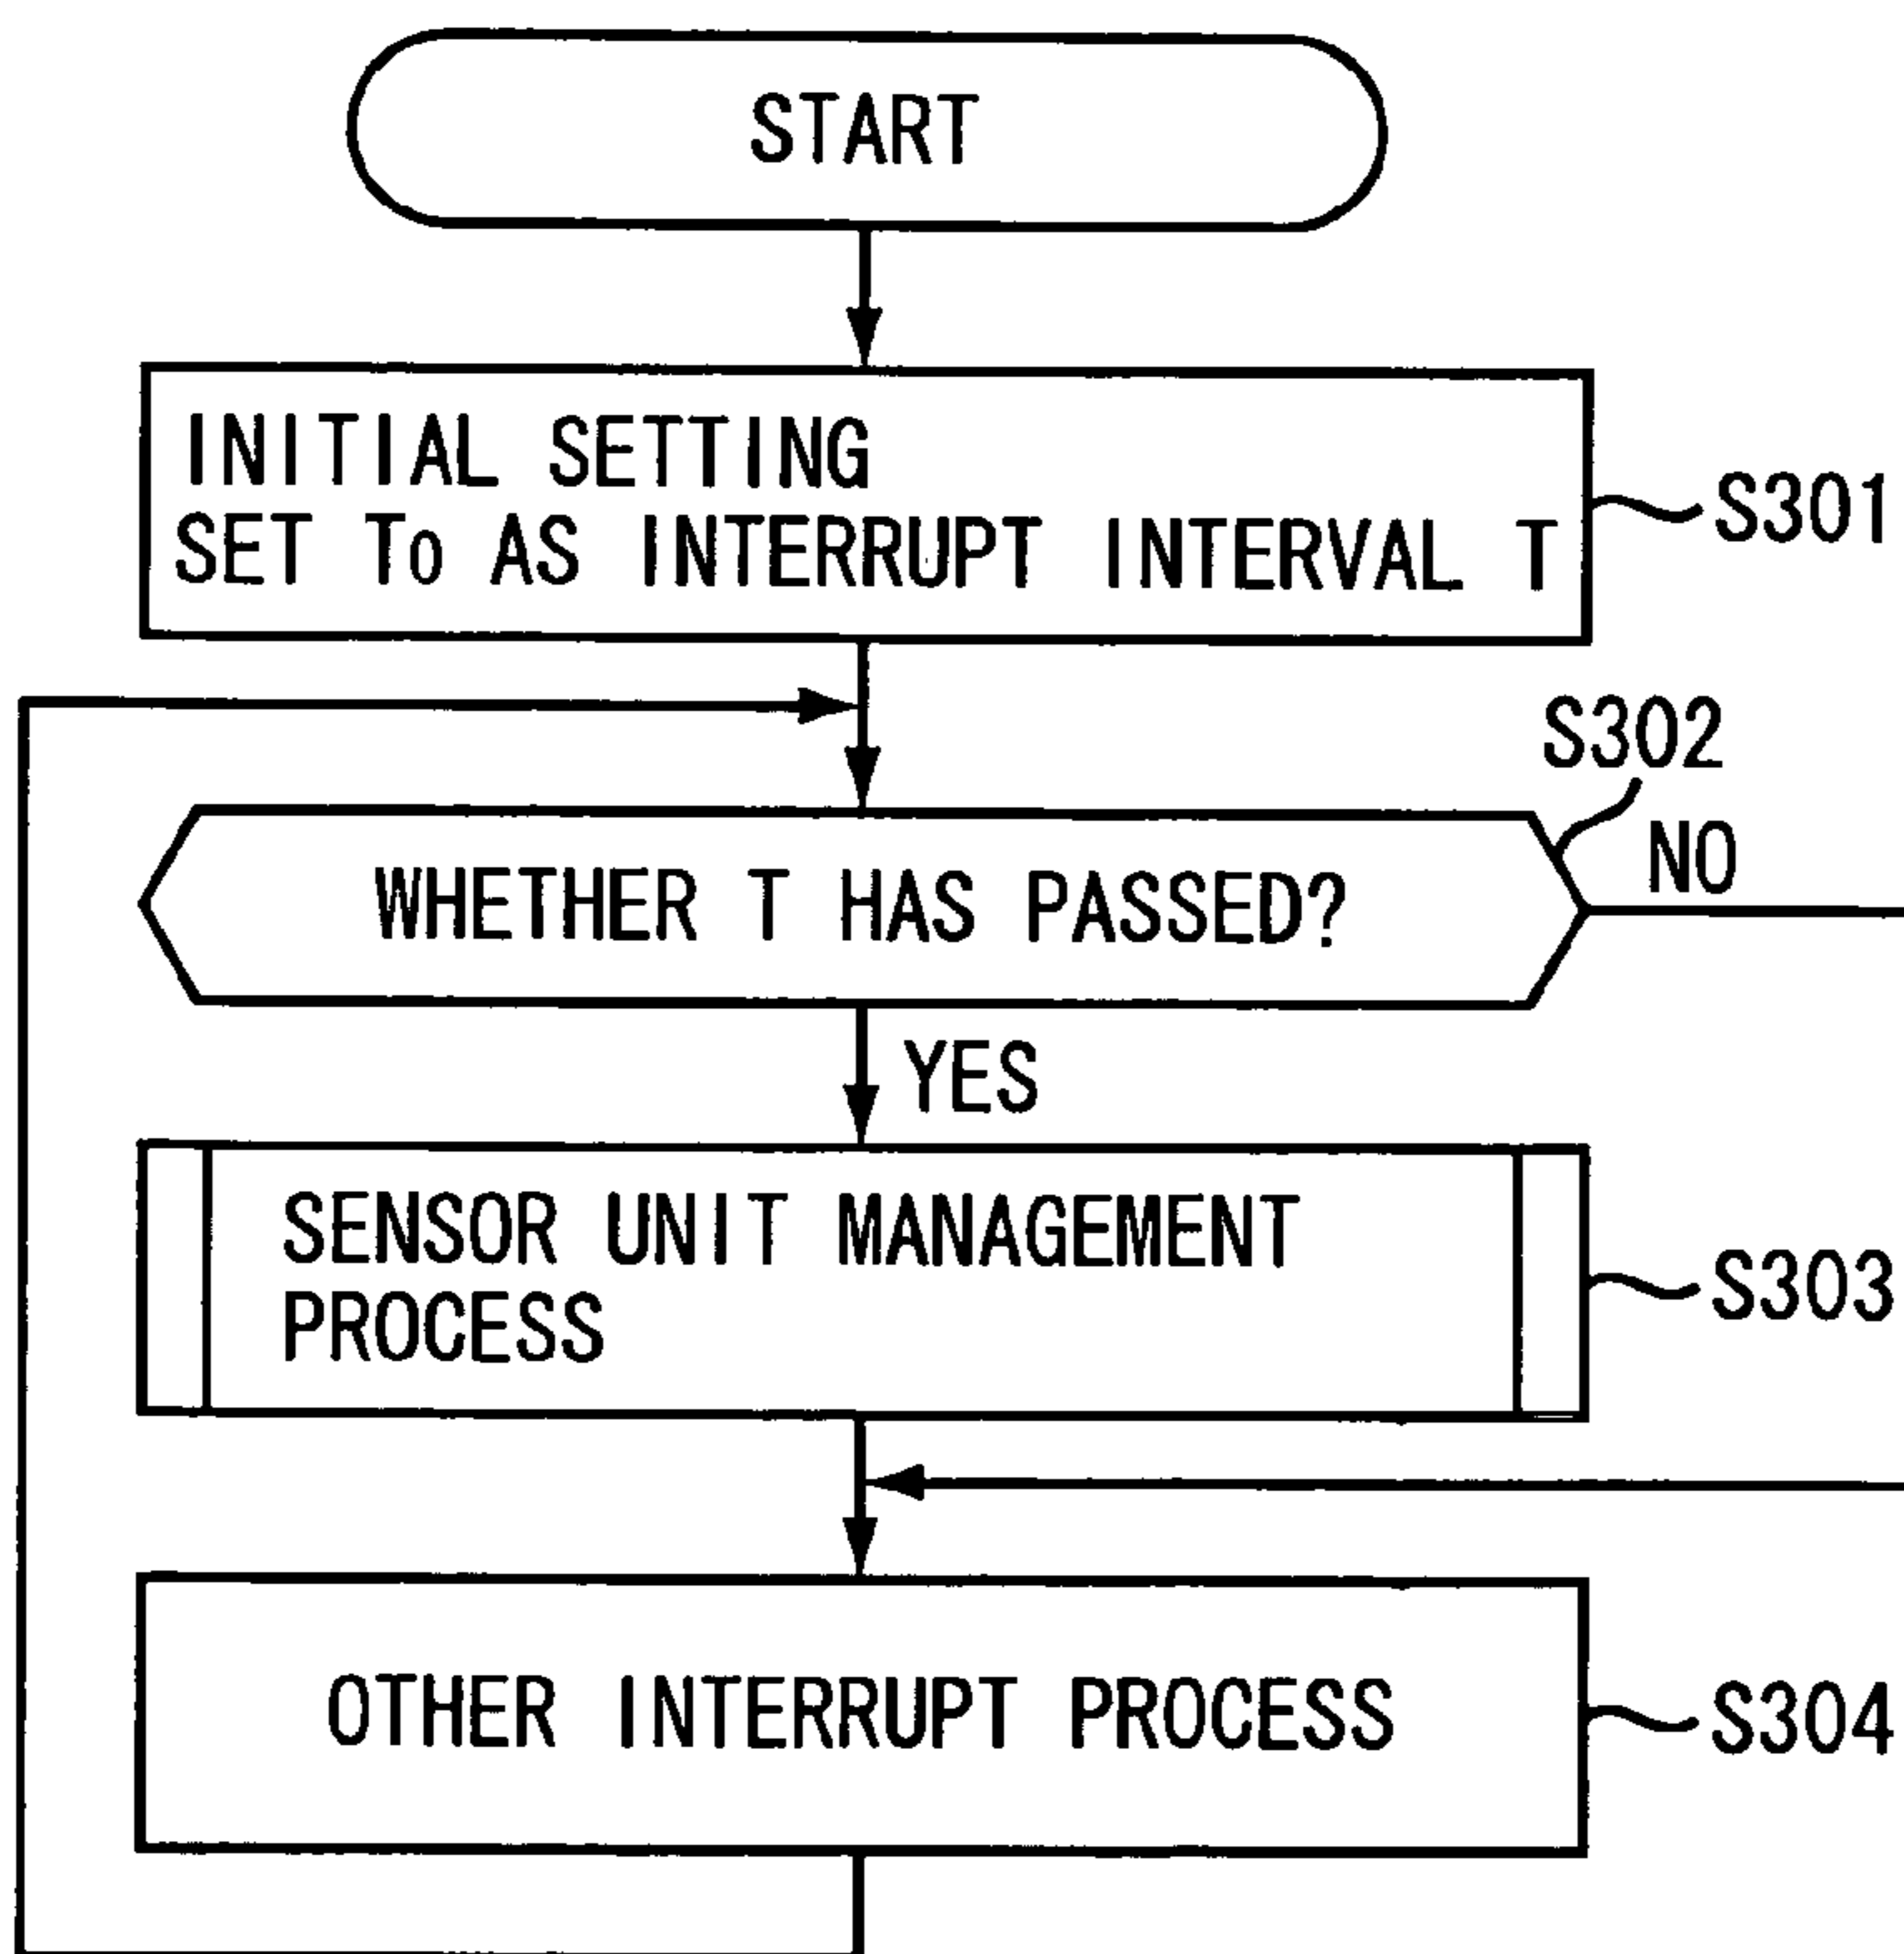 START
INITIAL SETTING
SET To AS INTERRUPT INTERVAL T
S301
S302
NO
WHETHER T HAS PASSED?
YES
SENSOR UNIT MANAGEMENT
PROCESS
S303
OTHER INTERRUPT PROCESS
S304